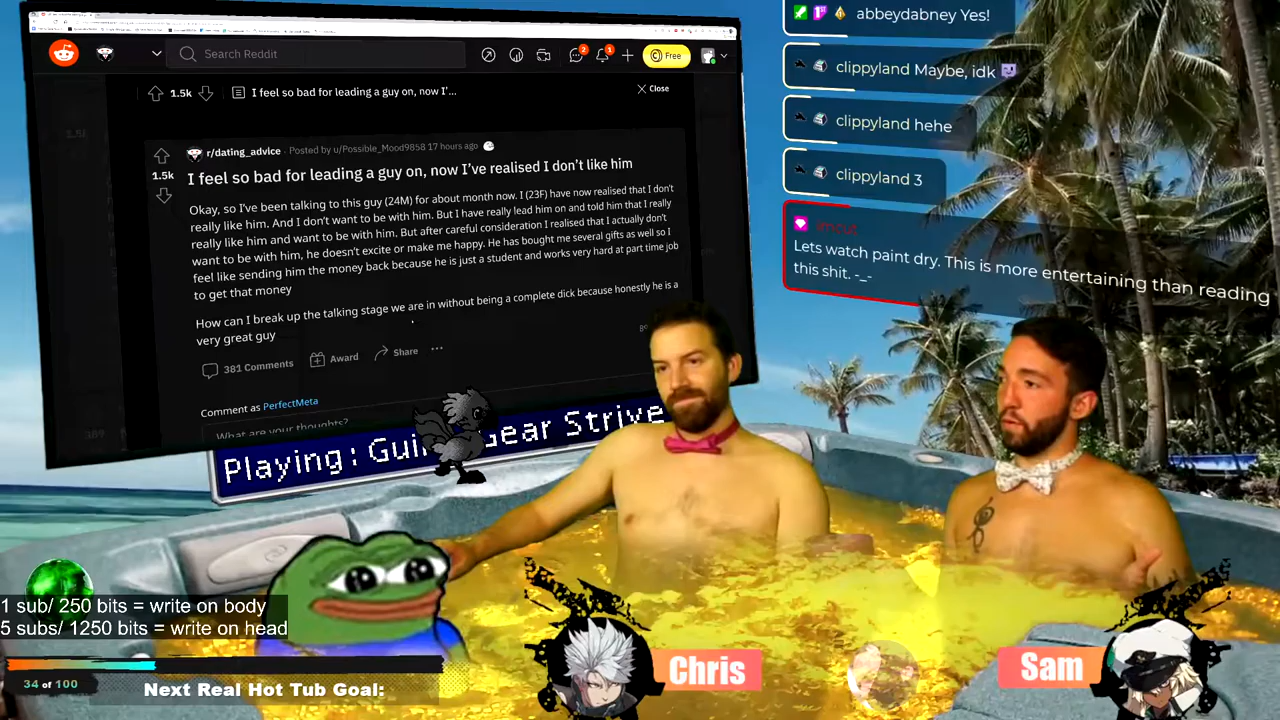 Search Reddit
2
1
Free
1.5k
I feel so bad for leading a guy on, now I'...
Close
r/dating_advice · Posted by u/Possible_Mood9858 17 hours ago
1.5k
I feel so bad for leading a guy on, now I've realised I don't like him
Okay, so I've been talking to this guy (24M) for about month now. I (23F) have now realised that I don't
really like him. And I don't want to be with him. But I have really lead him on and told him that I really
really like him and want to be with him. But after careful consideration I realised that I actually don't
want to be with him, he doesn't excite or make me happy. He has bought me several gifts as well so I
feel like sending him the money back because he is just a student and works very hard at part time job
to get that money
How can I break up the talking stage we are in without being a complete dick because honestly he is a
very great guy
381 Comments
Award
Share
Comment as PerfectMeta
What are your thoughts?
Playing: Gui Gear Strive
abbeydabney Yes!
clippyland Maybe, idk
clippyland hehe
clippyland 3
Lets watch paint dry. This is more entertaining than reading
this shit. -_-
1 sub/ 250 bits = write on body
5 subs/ 1250 bits = write on head
34 of 100
Next Real Hot Tub Goal:
Chris
Sam